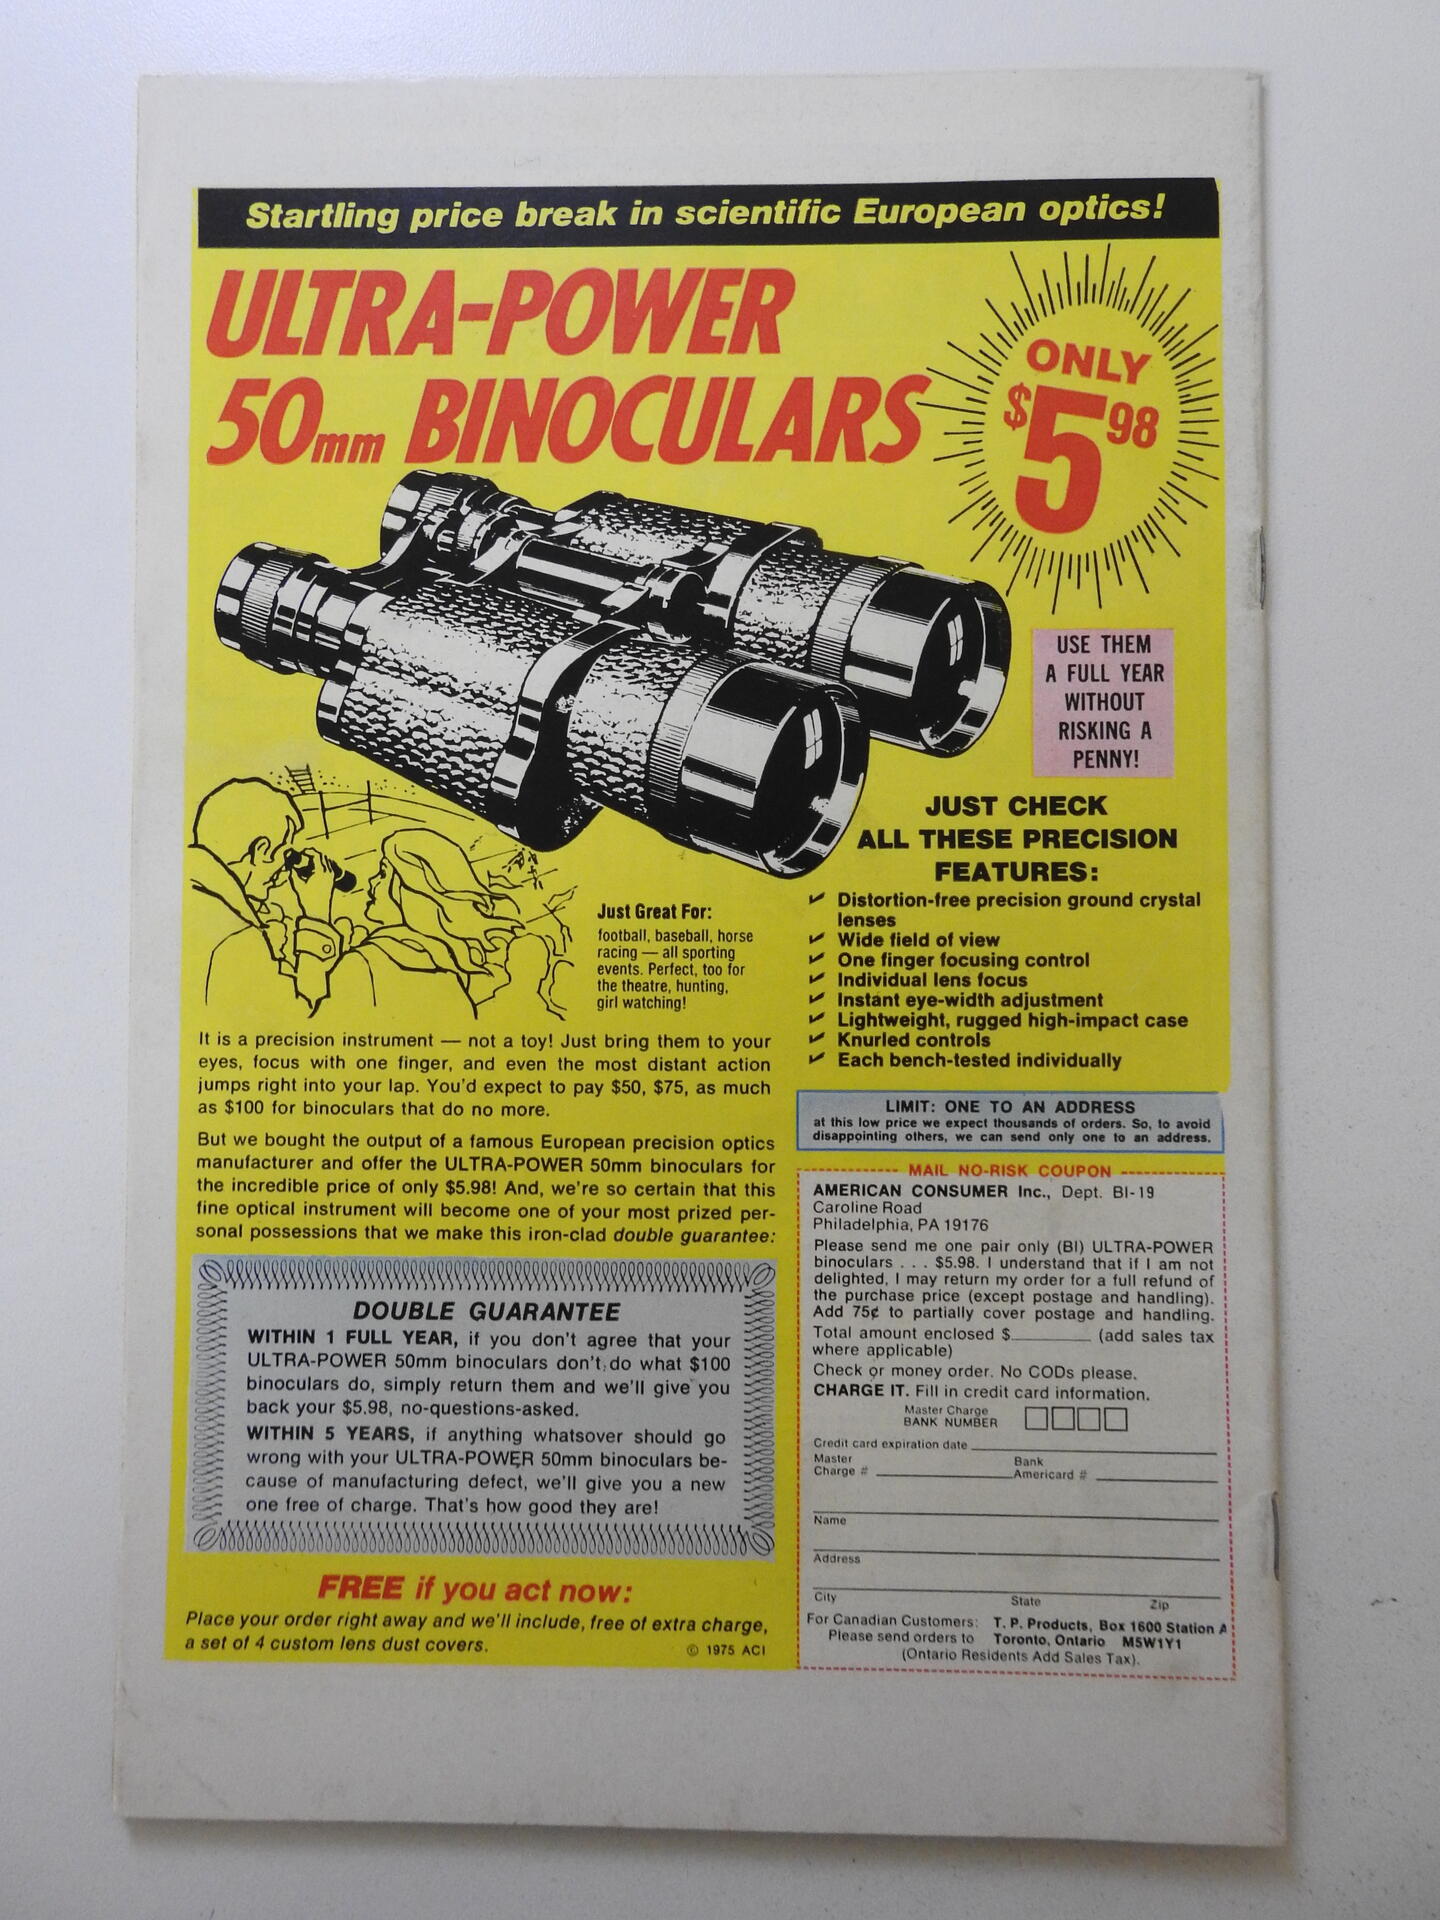 Startling price break in scientific European optics!
ULTRA-POWER
50mm BINOCULARS
ONLY
$5 98
USE THEM
A FULL YEAR
WITHOUT
RISKING A
PENNY!
JUST CHECK
ALL THESE PRECISION
FEATURES:
Distortion-free precision ground crystal
lenses
Wide field of view
One finger focusing control
Individual lens focus
Instant eye-width adjustment
Lightweight, rugged high-impact case
Knurled controls
Each bench-tested individually
Just Great For:
football, baseball, horse
racing — all sporting
events. Perfect, too for
the theatre, hunting,
girl watching!
It is a precision instrument — not a toy! Just bring them to your
eyes, focus with one finger, and even the most distant action
jumps right into your lap. You'd expect to pay $50, $75, as much
as $100 for binoculars that do no more.
But we bought the output of a famous European precision optics
manufacturer and offer the ULTRA-POWER 50mm binoculars for
the incredible price of only $5.98! And, we're so certain that this
fine optical instrument will become one of your most prized per-
sonal possessions that we make this iron-clad double guarantee:
DOUBLE GUARANTEE
WITHIN 1 FULL YEAR, if you don't agree that your
ULTRA-POWER 50mm binoculars don't do what $100
binoculars do, simply return them and we'll give you
back your $5.98, no-questions-asked.
WITHIN 5 YEARS, if anything whatsover should go
wrong with your ULTRA-POWER 50mm binoculars be-
cause of manufacturing defect, we'll give you a new
one free of charge. That's how good they are!
FREE if you act now:
Place your order right away and we'll include, free of extra charge,
a set of 4 custom lens dust covers.
© 1975 ACI
LIMIT: ONE TO AN ADDRESS
at this low price we expect thousands of orders. So, to avoid
disappointing others, we can send only one to an address.
MAIL NO-RISK COUPON
AMERICAN CONSUMER Inc., Dept. BI-19
Caroline Road
Philadelphia, PA 19176
Please send me one pair only (BI) ULTRA-POWER
binoculars . . . $5.98. I understand that if I am not
delighted, I may return my order for a full refund of
the purchase price (except postage and handling).
Add 75¢ to partially cover postage and handling.
Total amount enclosed $________ (add sales tax
where applicable)
Check or money order. No CODs please.
CHARGE IT. Fill in credit card information.
Master Charge
BANK NUMBER
Credit card expiration date
Master
Charge #
Bank
Americard #
Name
Address
City State Zip
For Canadian Customers: T. P. Products, Box 1600 Station A
Please send orders to Toronto, Ontario M5W1Y1
(Ontario Residents Add Sales Tax).